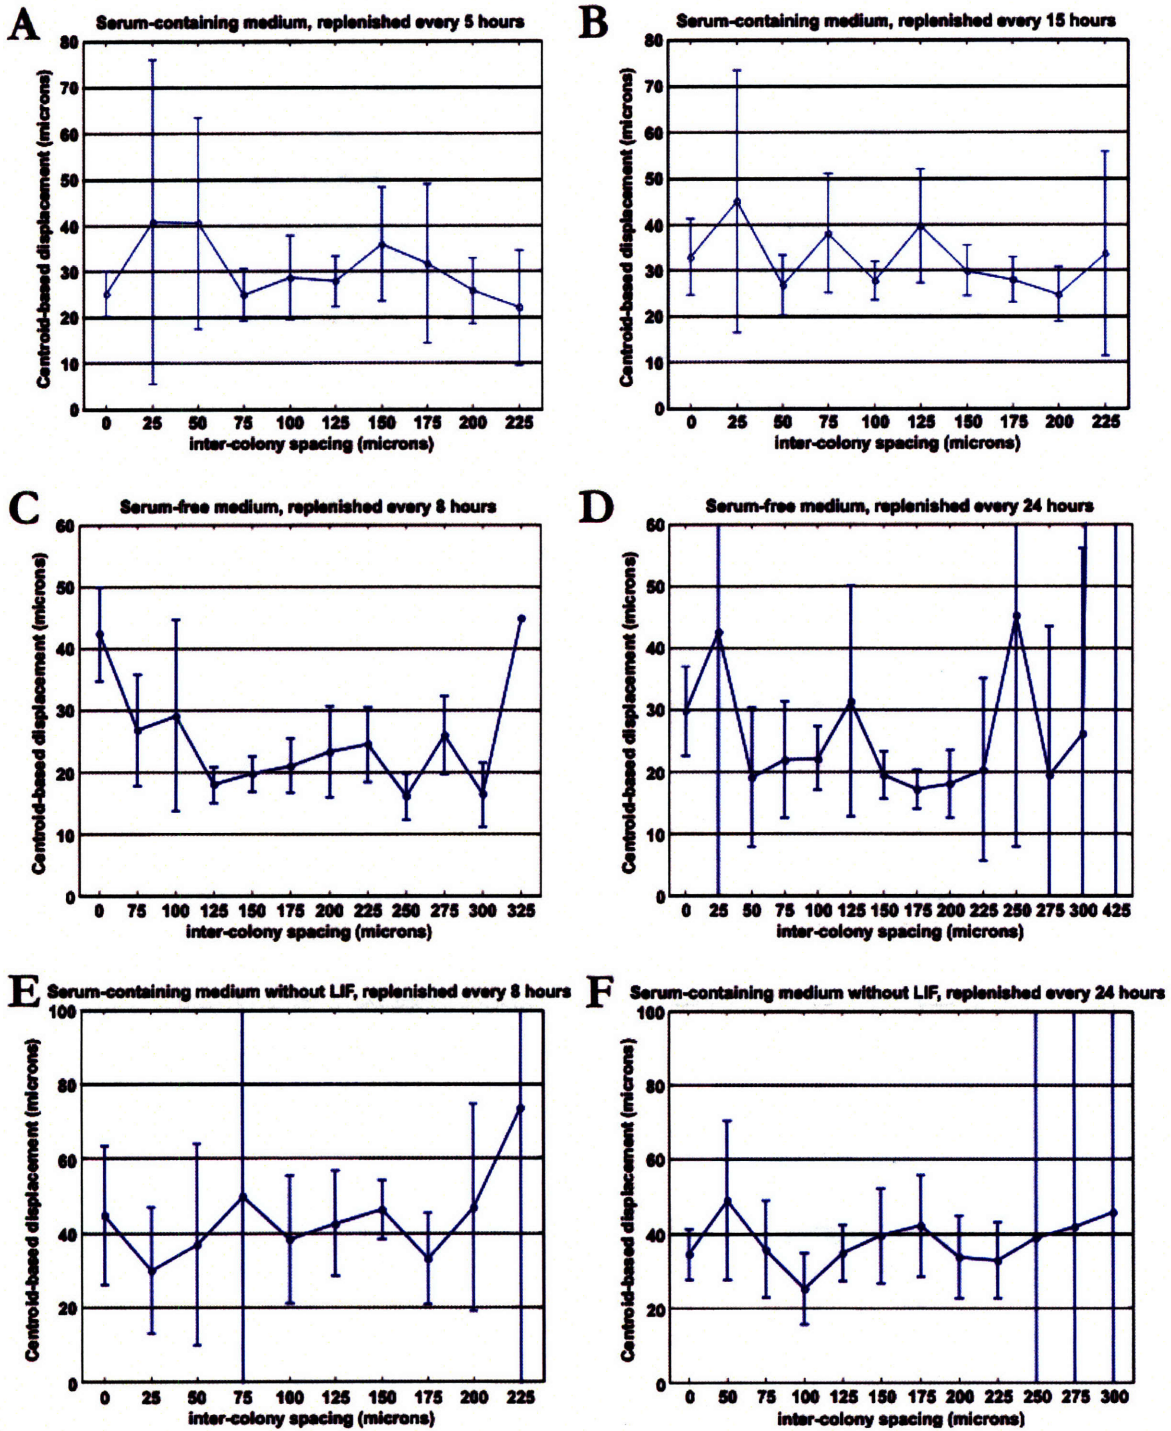 A
Serum-containing medium, replenished every 5 hours
80
70
60
50
40
30
20
10
0
Centroid-based displacement (microns)
0 25 50 75 100 125 150 175 200 225
inter-colony spacing (microns)
B
Serum-containing medium, replenished every 15 hours
80
70
60
50
40
30
20
10
0
Centroid-based displacement (microns)
0 25 50 75 100 125 150 175 200 225
inter-colony spacing (microns)
C
Serum-free medium, replenished every 8 hours
60
50
40
30
20
10
0
Centroid-based displacement (microns)
0 75 100 125 150 175 200 225 250 275 300 325
inter-colony spacing (microns)
D
Serum-free medium, replenished every 24 hours
60
50
40
30
20
10
0
Centroid-based displacement (microns)
0 25 50 75 100 125 150 175 200 225 250 275 300 425
inter-colony spacing (microns)
E
Serum-containing medium without LIF, replenished every 8 hours
100
80
60
40
20
0
Centroid-based displacement (microns)
0 25 50 75 100 125 150 175 200 225
inter-colony spacing (microns)
F
Serum-containing medium without LIF, replenished every 24 hours
100
80
60
40
20
0
Centroid-based displacement (microns)
0 50 75 100 125 150 175 200 225 250 275 300
inter-colony spacing (microns)